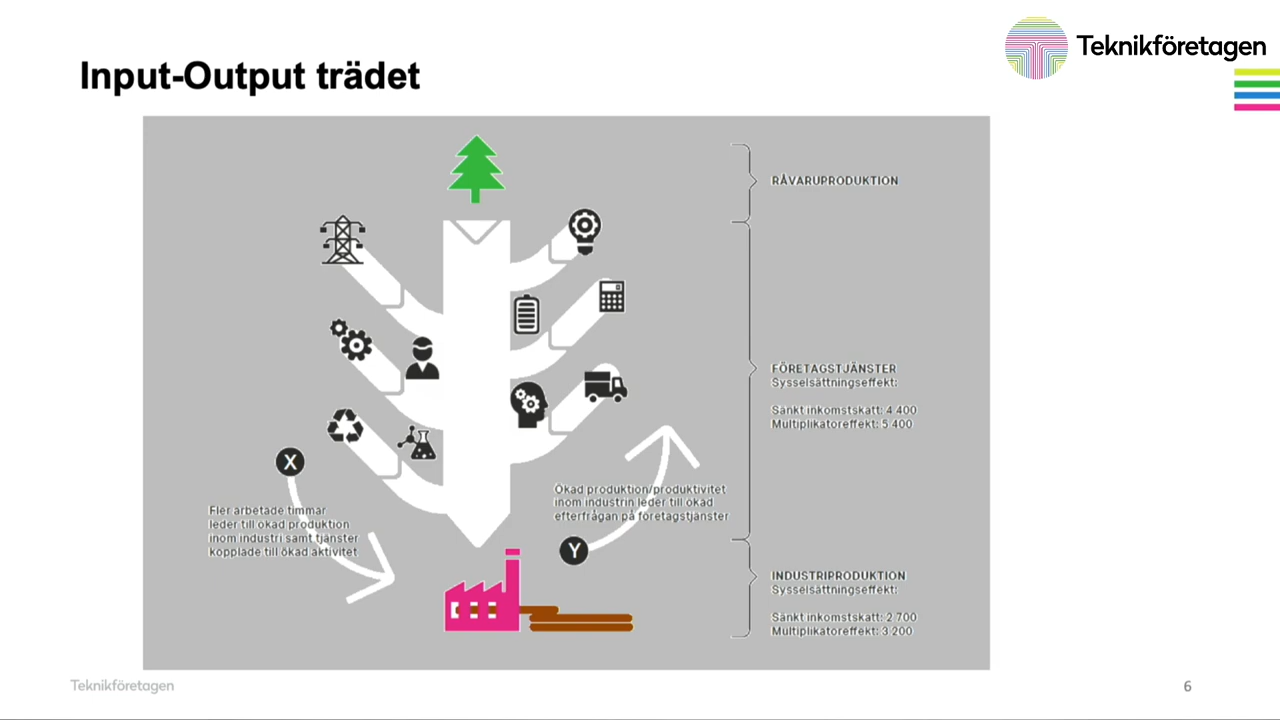 Teknikföretagen
Input-Output trädet
RÅVARUPRODUKTION
FÖRETAGSTJÄNSTER
Sysselsättningseffekt:
Sänkt inkomstskatt: 4 400
Multiplikatoreffekt: 5 400
X
Fler arbetade timmar
leder till ökad produktion
inom industri samt tjänster
kopplade till ökad aktivitet
Ökad produktion/produktivitet
inom industrin leder till ökad
efterfrågan på företagstjänster
Y
INDUSTRIPRODUKTION
Sysselsättningseffekt:
Sänkt inkomstskatt: 2 700
Multiplikatoreffekt: 3 200
Teknikföretagen
6